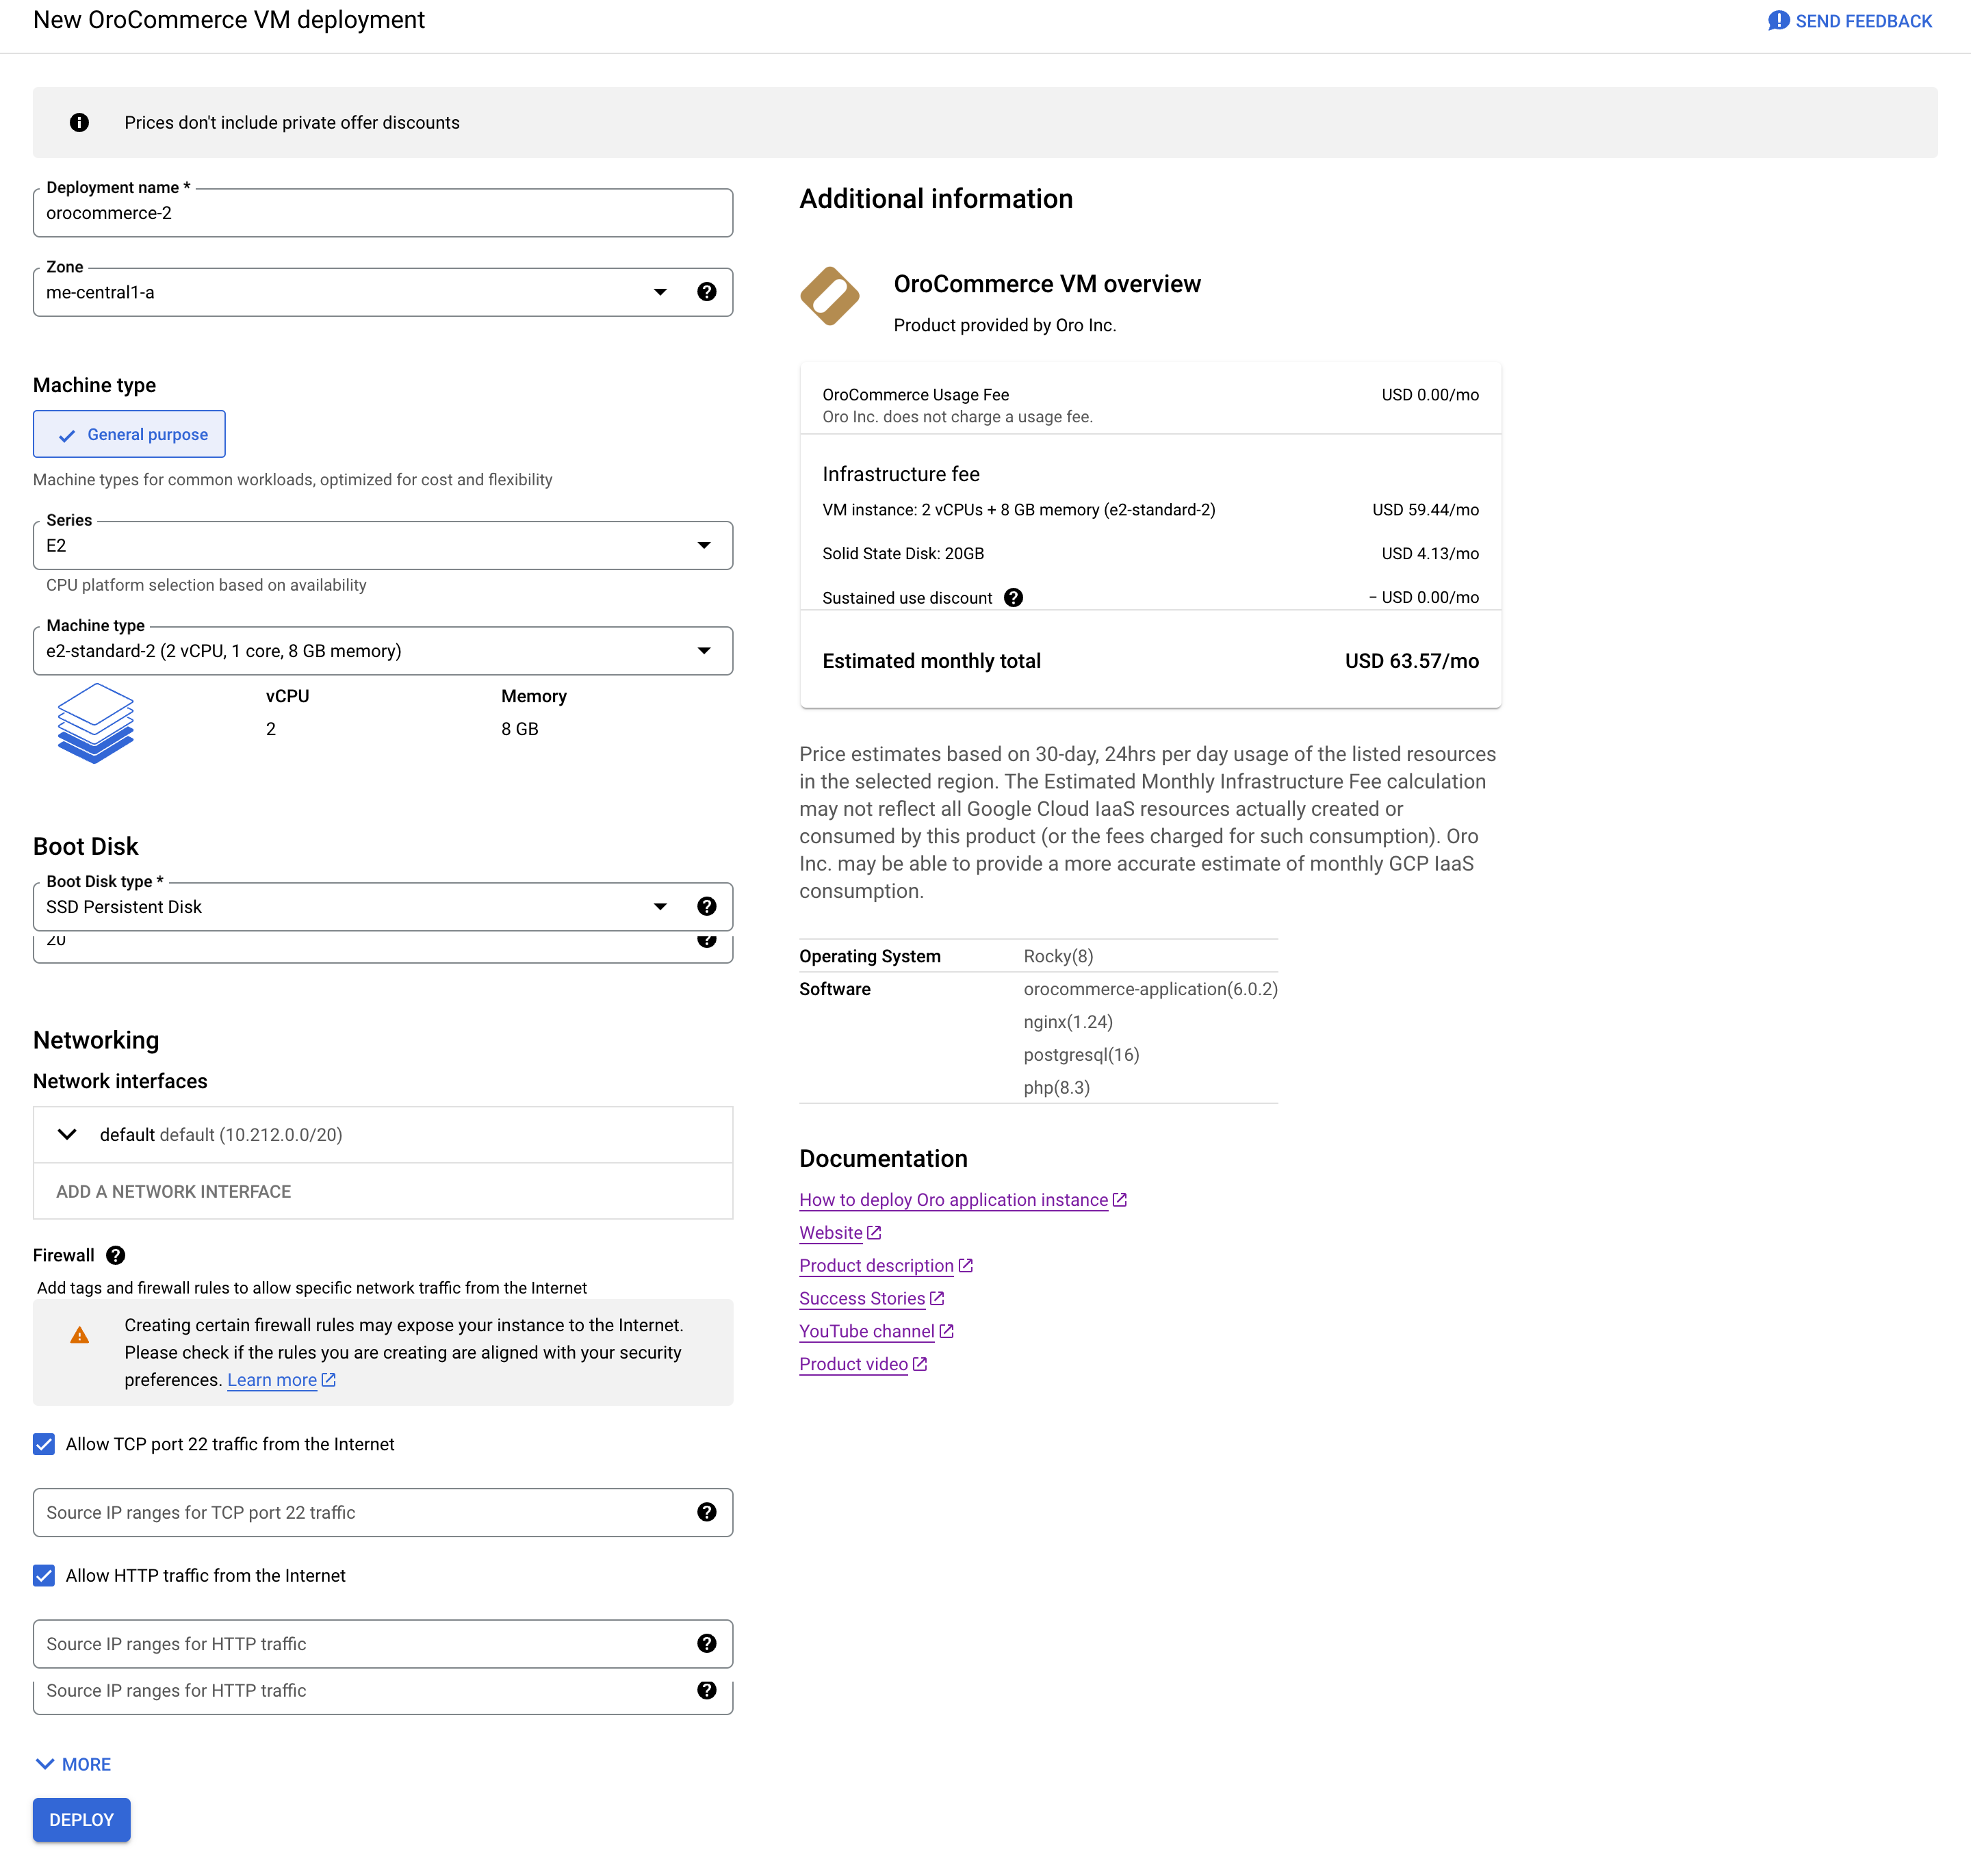 New OroCommerce VM deployment
SEND FEEDBACK
Prices don't include private offer discounts
Deployment name *
orocommerce-2
Zone
me-central1-a
Machine type
General purpose
Machine types for common workloads, optimized for cost and flexibility
Series
E2
CPU platform selection based on availability
Machine type
e2-standard-2 (2 vCPU, 1 core, 8 GB memory)
vCPU
Memory
2
8 GB
Boot Disk
Boot Disk type *
SSD Persistent Disk
20
Networking
Network interfaces
default default (10.212.0.0/20)
ADD A NETWORK INTERFACE
Firewall
Add tags and firewall rules to allow specific network traffic from the Internet
Creating certain firewall rules may expose your instance to the Internet.
Please check if the rules you are creating are aligned with your security
preferences. Learn more
Allow TCP port 22 traffic from the Internet
Source IP ranges for TCP port 22 traffic
Allow HTTP traffic from the Internet
Source IP ranges for HTTP traffic
Source IP ranges for HTTP traffic
MORE
DEPLOY
Additional information
OroCommerce VM overview
Product provided by Oro Inc.
OroCommerce Usage Fee
USD 0.00/mo
Oro Inc. does not charge a usage fee.
Infrastructure fee
VM instance: 2 vCPUs + 8 GB memory (e2-standard-2)
USD 59.44/mo
Solid State Disk: 20GB
USD 4.13/mo
Sustained use discount
− USD 0.00/mo
Estimated monthly total
USD 63.57/mo
Price estimates based on 30-day, 24hrs per day usage of the listed resources
in the selected region. The Estimated Monthly Infrastructure Fee calculation
may not reflect all Google Cloud IaaS resources actually created or
consumed by this product (or the fees charged for such consumption). Oro
Inc. may be able to provide a more accurate estimate of monthly GCP IaaS
consumption.
Operating System
Rocky(8)
Software
orocommerce-application(6.0.2)
nginx(1.24)
postgresql(16)
php(8.3)
Documentation
How to deploy Oro application instance
Website
Product description
Success Stories
YouTube channel
Product video